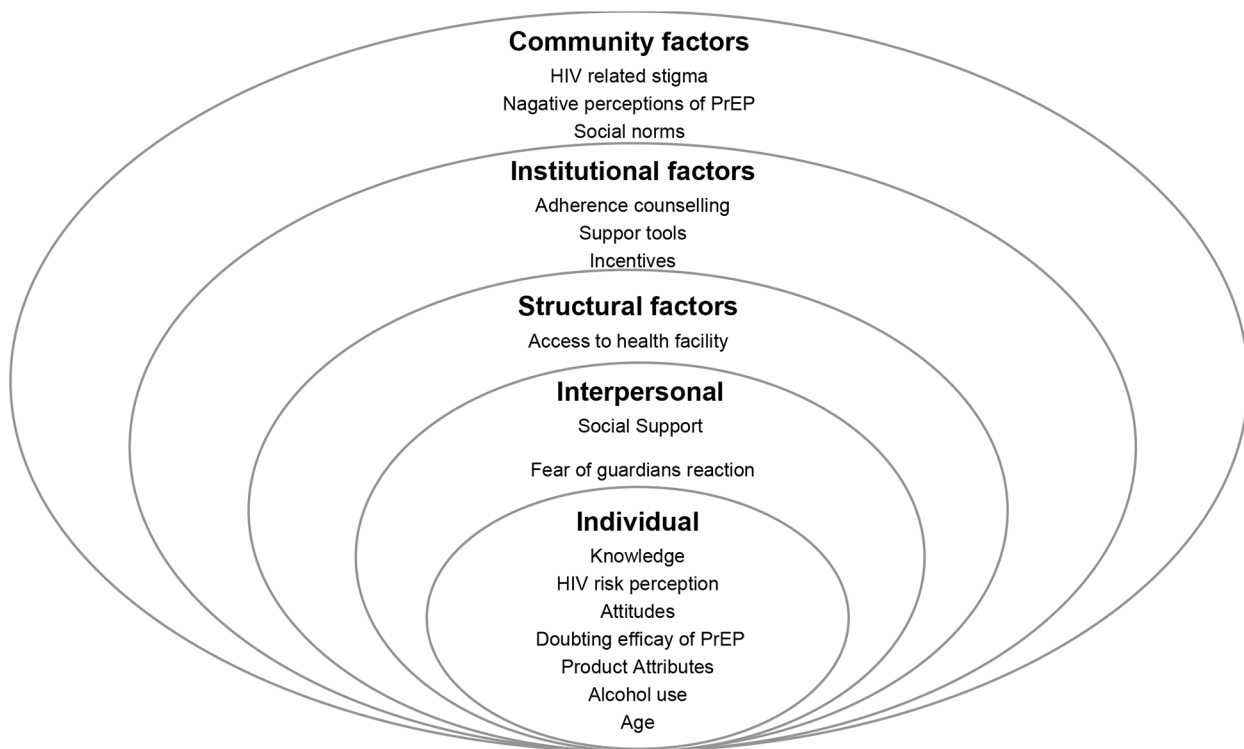 Community factors
HIV related stigma
Nagative perceptions of PrEP
Social norms
Institutional factors
Adherence counselling
Suppor tools
Incentives
Structural factors
Access to health facility
Interpersonal
Social Support
Fear of guardians reaction
Individual
Knowledge
HIV risk perception
Attitudes
Doubting efficay of PrEP
Product Attributes
Alcohol use
Age